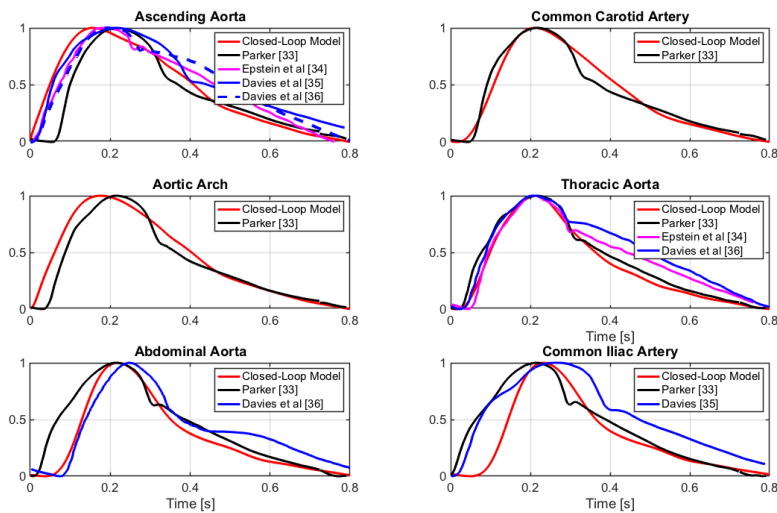 Ascending Aorta
1
0.5
0
0
0.2
0.4
0.6
0.8
Closed-Loop Model
Parker [33]
Epstein et al [34]
Davies et al [35]
Davies et al [36]
Common Carotid Artery
1
0.5
0
0
0.2
0.4
0.6
0.8
Closed-Loop Model
Parker [33]
Aortic Arch
1
0.5
0
0
0.2
0.4
0.6
0.8
Closed-Loop Model
Parker [33]
Thoracic Aorta
1
0.5
0
0
0.2
0.4
0.6
0.8
Time [s]
Closed-Loop Model
Parker [33]
Epstein et al [34]
Davies et al [36]
Abdominal Aorta
1
0.5
0
0
0.2
0.4
0.6
0.8
Time [s]
Closed-Loop Model
Parker [33]
Davies et al [36]
Common Iliac Artery
1
0.5
0
0
0.2
0.4
0.6
0.8
Time [s]
Closed-Loop Model
Parker [33]
Davies [35]